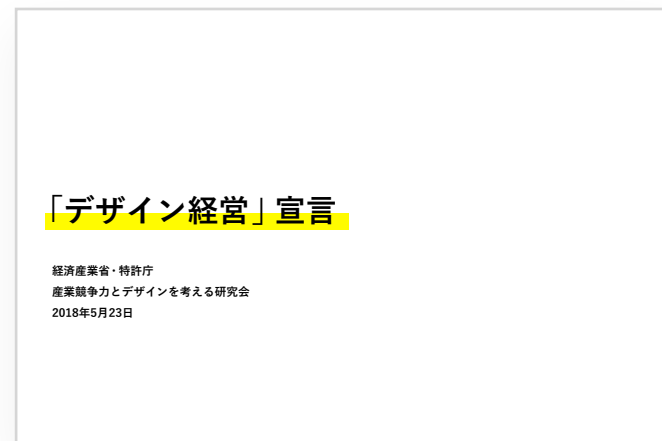 「デザイン経営」宣言
経済産業省・特許庁
産業競争力とデザインを考える研究会
2018年5月23日